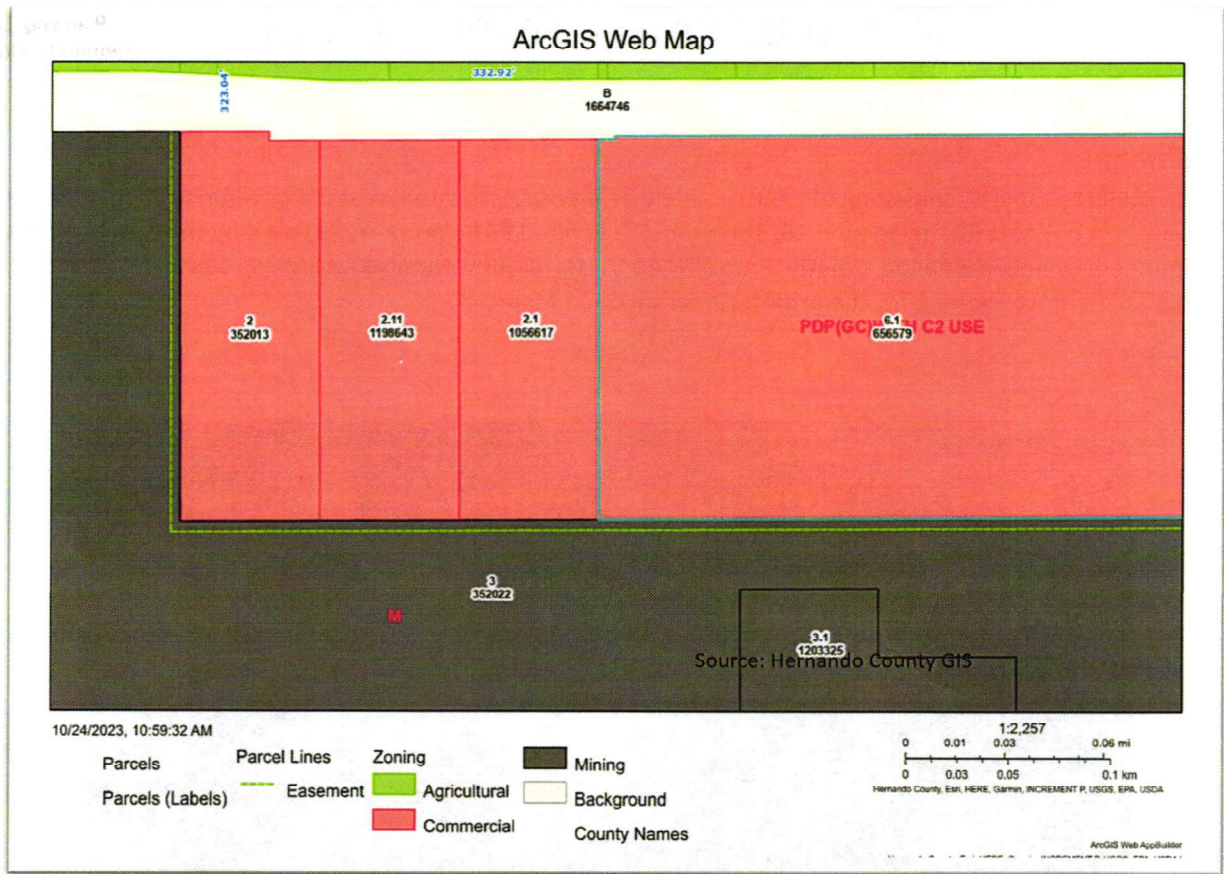 ArcGIS Web Map
323.04'
332.92'
B
1664746
2
352013
2.11
1198643
2.1
1056617
6.1
656579
PDP(GC) C2 USE
3
352022
M
3.1
1203325
Source: Hernando County GIS
10/24/2023, 10:59:32 AM
1:2,257
Parcels
Parcels (Labels)
Parcel Lines
Easement
Zoning
Agricultural
Commercial
Mining
Background
County Names
0 0.01 0.03 0.06 mi
0 0.03 0.05 0.1 km
Hernando County, Esri, HERE, Garmin, INCREMENT P, USGS, EPA, USDA
ArcGIS Web AppBuilder